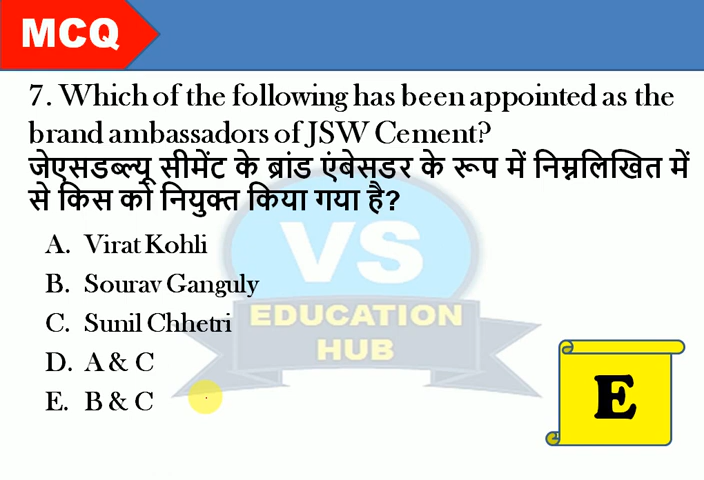 MCQ
7. Which of the following has been appointed as the
brand ambassadors of JSW Cement?
जेएसडब्ल्यू सीमेंट के ब्रांड एंबेसडर के रूप में निम्नलिखित में
से किस को नियुक्त किया गया है?
A. Virat Kohli
B. Sourav Ganguly
C. Sunil Chhetri
D. A & C
E. B & C
VS
EDUCATION
HUB
E